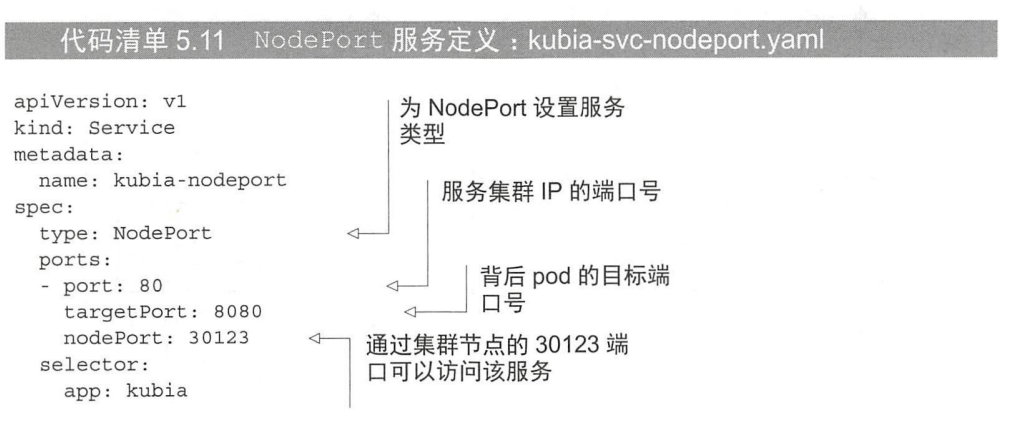 代码清单 5.11 NodePort 服务定义：kubia-svc-nodeport.yaml
apiVersion: v1
kind: Service
metadata:
  name: kubia-nodeport
spec:
  type: NodePort
  ports:
  - port: 80
    targetPort: 8080
    nodePort: 30123
  selector:
    app: kubia
为 NodePort 设置服务
类型
服务集群 IP 的端口号
背后 pod 的目标端
口号
通过集群节点的 30123 端
口可以访问该服务